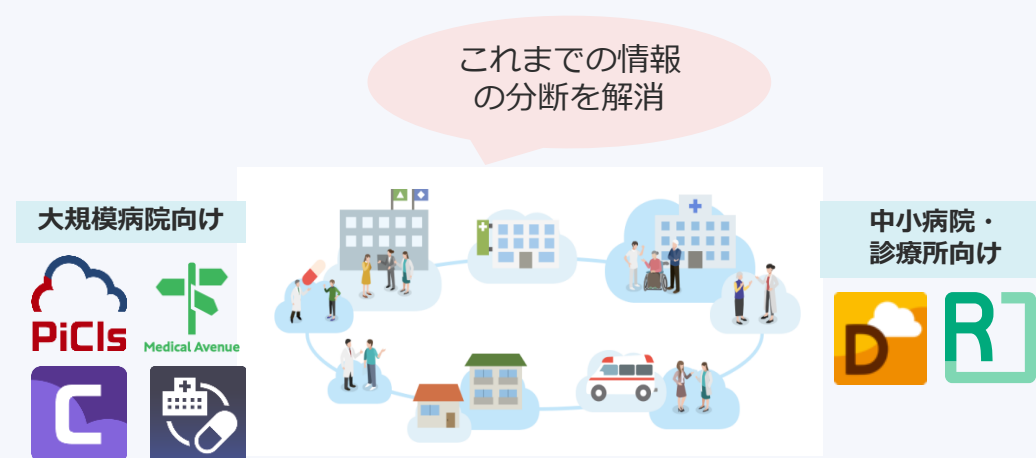 これまでの情報
の分断を解消
大規模病院向け
PiCls
Medical Avenue
C
中小病院・
診療所向け
D
R